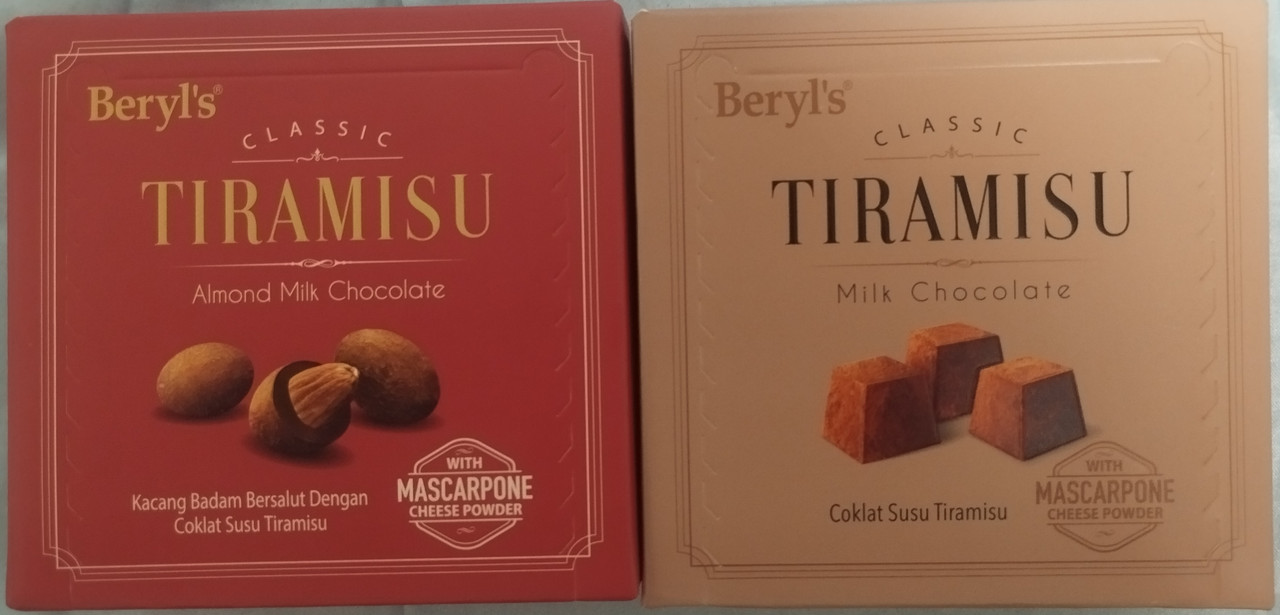 Beryl's®
CLASSIC
TIRAMISU
Almond Milk Chocolate
Kacang Badam Bersalut Dengan
Coklat Susu Tiramisu
WITH
MASCARPONE
CHEESE POWDER
Beryl's®
CLASSIC
TIRAMISU
Milk Chocolate
Coklat Susu Tiramisu
WITH
MASCARPONE
CHEESE POWDER